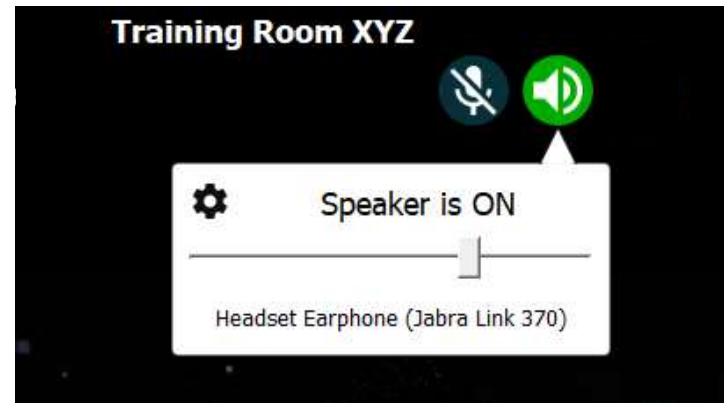 Training Room XYZ
Speaker is ON
Headset Earphone (Jabra Link 370)